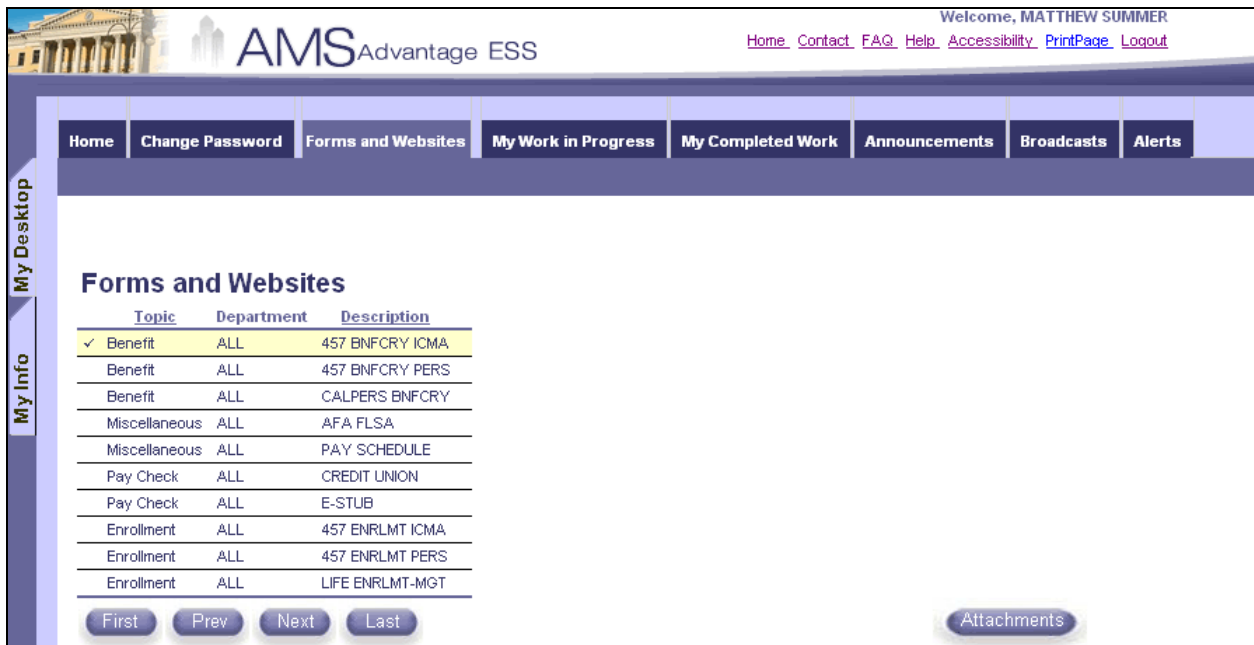 Welcome, MATTHEW SUMMER
AMS Advantage ESS
Home Contact FAQ Help Accessibility PrintPage Logout
Home Change Password Forms and Websites My Work in Progress My Completed Work Announcements Broadcasts Alerts
My Desktop
My Info
Forms and Websites
Topic Department Description
✓ Benefit ALL 457 BNFCRY ICMA
Benefit ALL 457 BNFCRY PERS
Benefit ALL CALPERS BNFCRY
Miscellaneous ALL AFA FLSA
Miscellaneous ALL PAY SCHEDULE
Pay Check ALL CREDIT UNION
Pay Check ALL E-STUB
Enrollment ALL 457 ENRLMT ICMA
Enrollment ALL 457 ENRLMT PERS
Enrollment ALL LIFE ENRLMT-MGT
First Prev Next Last Attachments